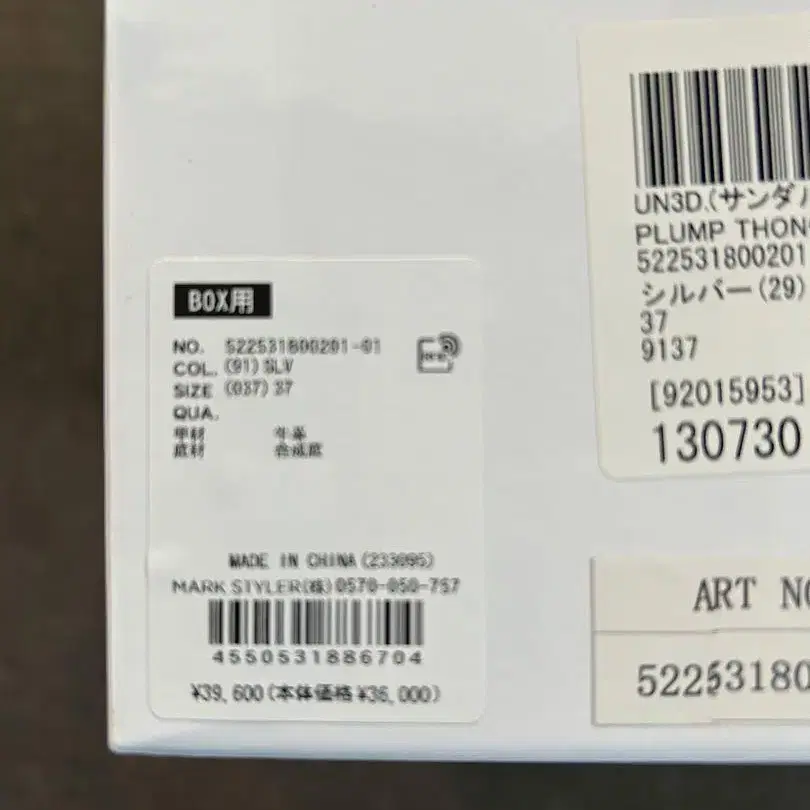 BOX用
NO. 522531800201-01
COL. (91) SLV
SIZE (037) 37
QUA.
甲材 牛革
底材 合成底
MADE IN CHINA (233095)
MARK STYLER(株) 0570-050-757
4550531886704
¥39,600(本体価格 ¥36,000)
UN3D.(サンダル
PLUMP THONG
522531800201
シルバー(29)
37
9137
[92015953]
130730
ART NO
52253180